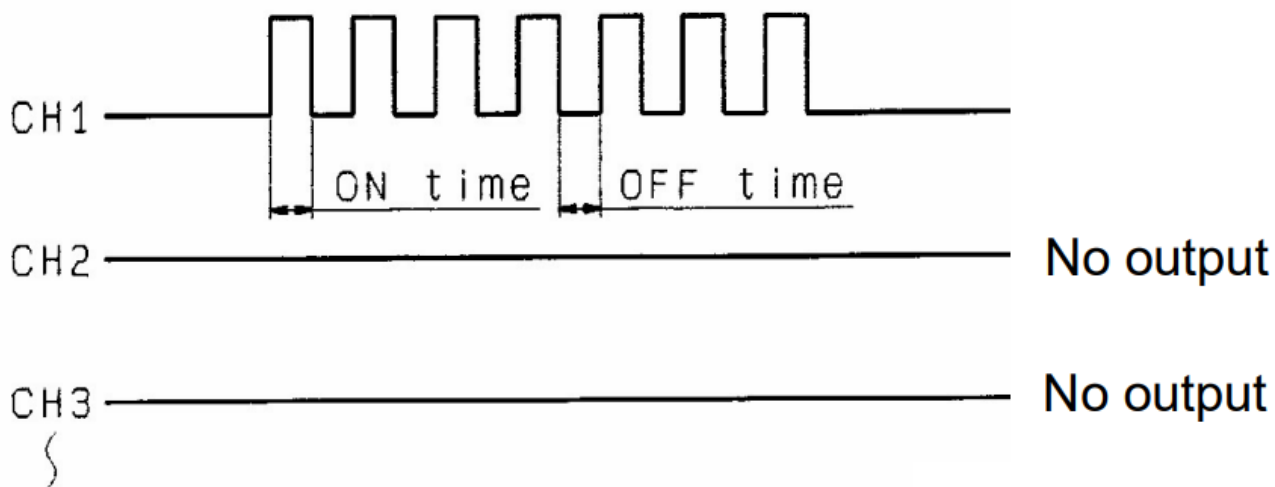 CH1
ON time OFF time
CH2 No output
CH3 No output